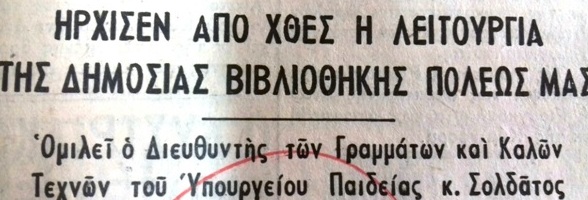 ΗΡΧΙΣΕΝ ΑΠΟ ΧΘΕΣ Η ΛΕΙΤΟΥΡΓΙΑ
ΤΗΣ ΔΗΜΟΣΙΑΣ ΒΙΒΛΙΟΘΗΚΗΣ ΠΟΛΕΩΣ ΜΑΣ
Ὁμιλεῖ ὁ Διευθυντὴς τῶν Γραμμάτων καὶ Καλῶν
Τεχνῶν τοῦ Ὑπουργείου Παιδείας κ. Σολδᾶτος